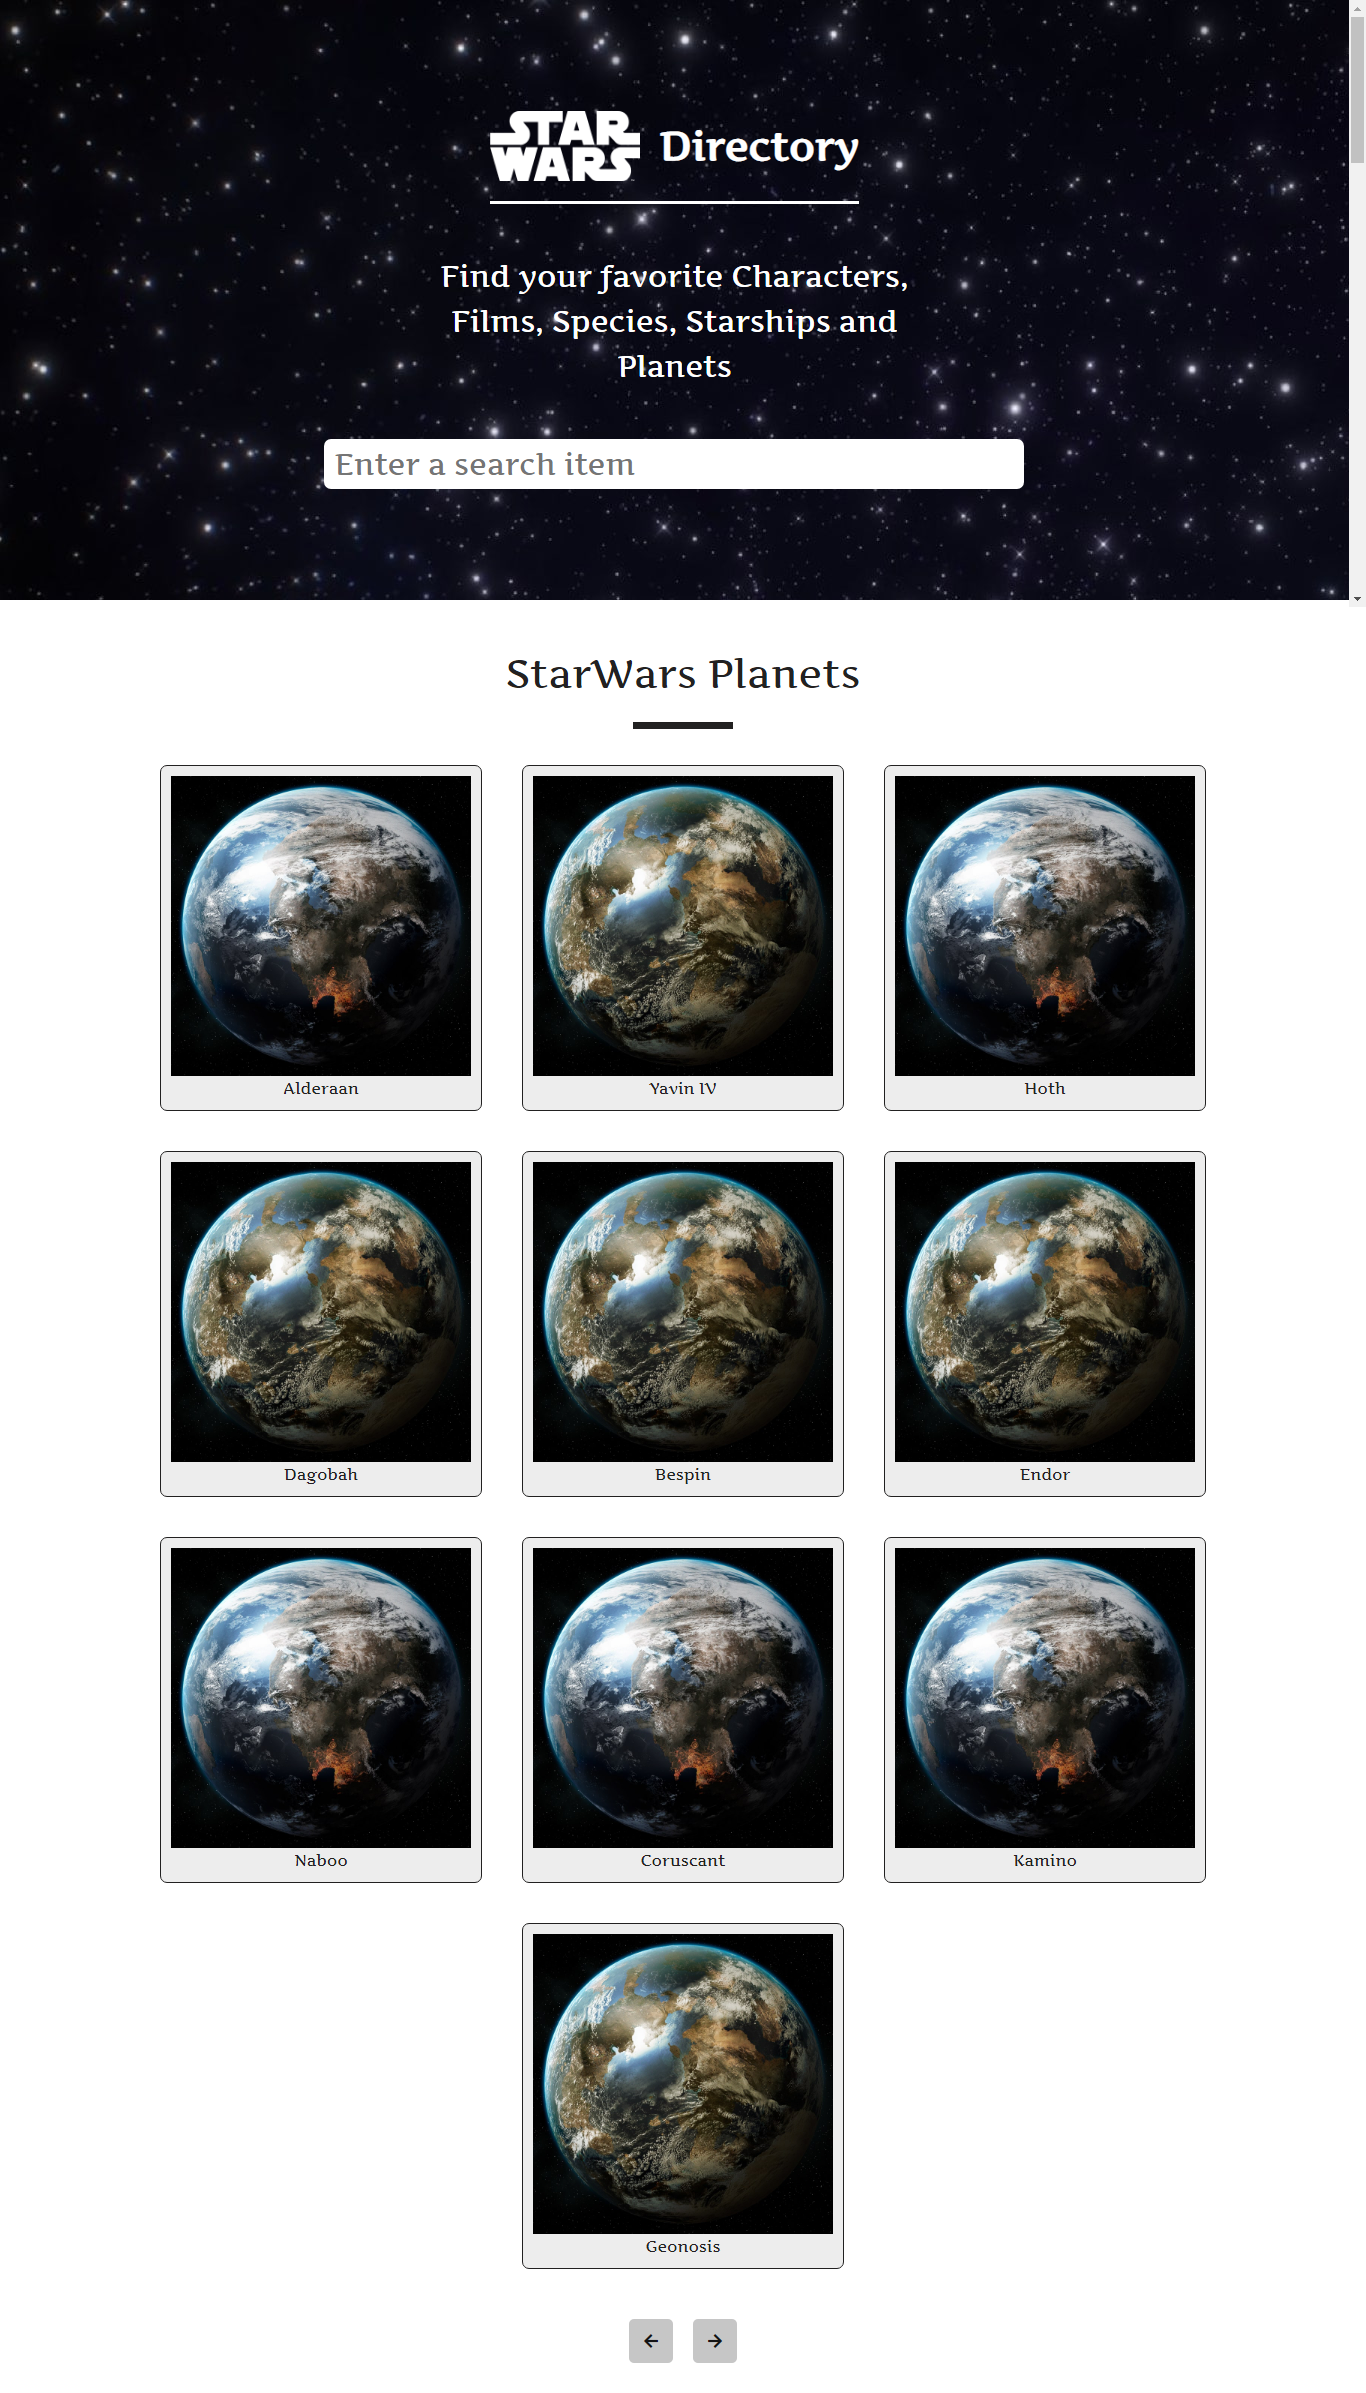 STAR
WARS Directory
Find your favorite Characters,
Films, Species, Starships and
Planets
Enter a search item
StarWars Planets
Alderaan
Yavin IV
Hoth
Dagobah
Bespin
Endor
Naboo
Coruscant
Kamino
Geonosis